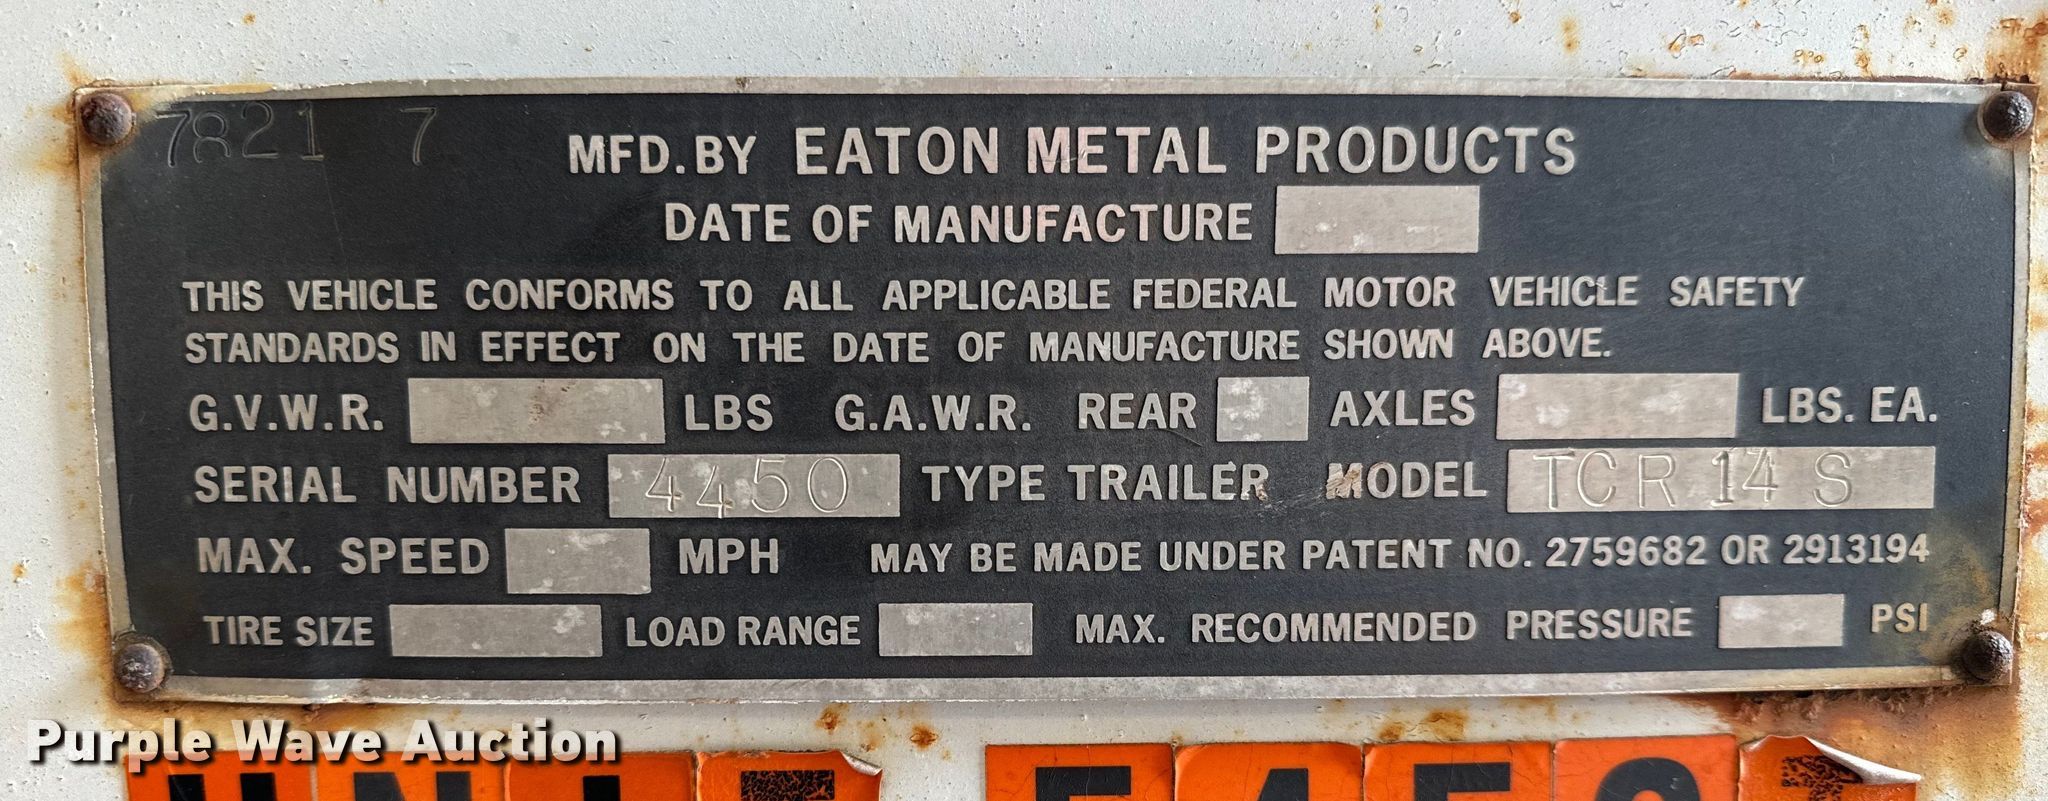 7821 7
MFD. BY EATON METAL PRODUCTS
DATE OF MANUFACTURE
THIS VEHICLE CONFORMS TO ALL APPLICABLE FEDERAL MOTOR VEHICLE SAFETY
STANDARDS IN EFFECT ON THE DATE OF MANUFACTURE SHOWN ABOVE.
G.V.W.R. LBS G.A.W.R. REAR AXLES LBS. EA.
SERIAL NUMBER 4450 TYPE TRAILER MODEL TCR 14 S
MAX. SPEED MPH MAY BE MADE UNDER PATENT NO. 2759682 OR 2913194
TIRE SIZE LOAD RANGE MAX. RECOMMENDED PRESSURE PSI
Purple Wave Auction